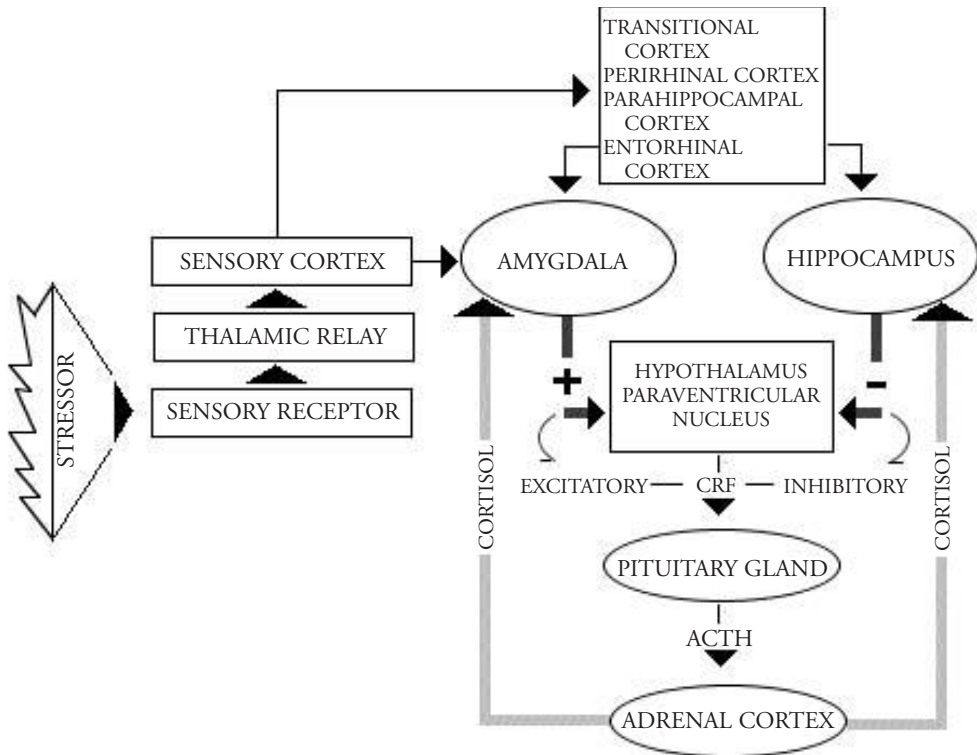 TRANSITIONAL
CORTEX
PERIRHINAL CORTEX
PARAHIPPOCAMPAL
CORTEX
ENTORHINAL
CORTEX
SENSORY CORTEX
AMYGDALA
HIPPOCAMPUS
THALAMIC RELAY
SENSORY RECEPTOR
STRESSOR
+
HYPOTHALAMUS
PARAVENTRICULAR
NUCLEUS
-
CORTISOL
EXCITATORY
CRF
INHIBITORY
CORTISOL
PITUITARY GLAND
ACTH
ADRENAL CORTEX